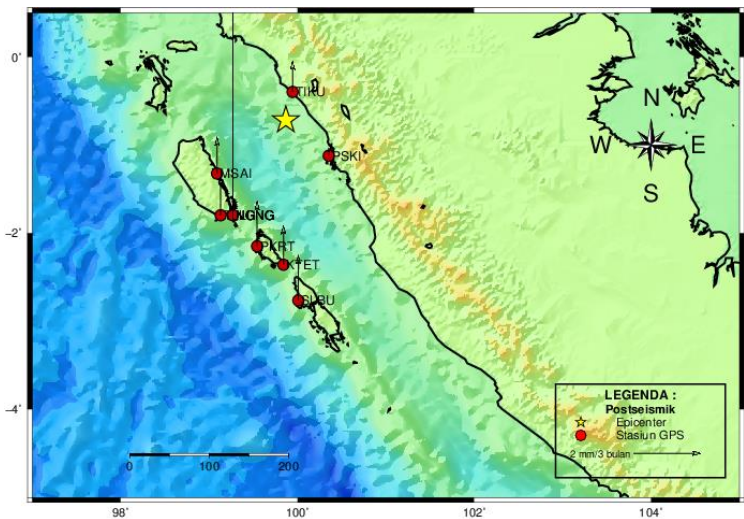 0°
−2°
−4°
98°
100°
102°
104°
N
W
E
S
TIKU
PSKI
MSAI
NGNG
PKRT
KTET
SLBU
0
100
200
LEGENDA :
Postseismik
Epicenter
Stasiun GPS
2 mm/3 bulan